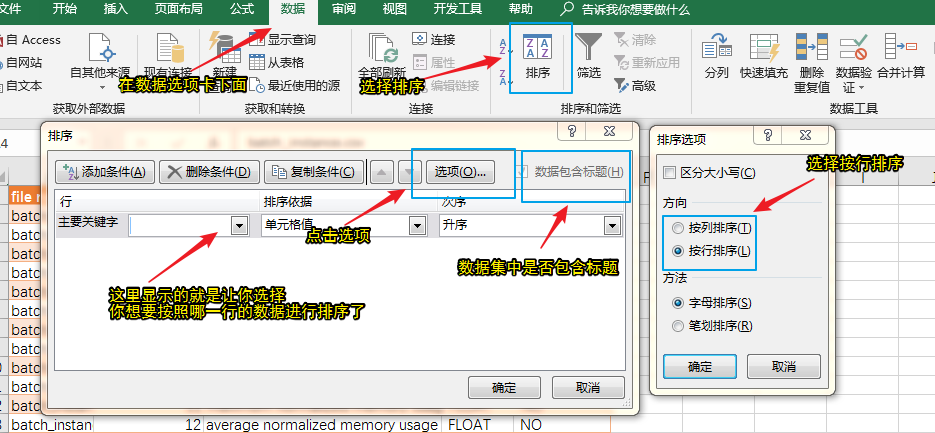 文件 开始 插入 页面布局 公式 数据 审阅 视图 开发工具 帮助 告诉我你想要做什么
自 Access
自网站
自文本
自其他来源
现有连接
新建
显示查询
从表格
最近使用的源
全部刷新
连接
属性
编辑链接
排序
筛选
清除
重新应用
高级
分列
快速填充
删除
重复值
数据验
证
合并计算
获取外部数据
获取和转换
连接
排序和筛选
数据工具
在数据选项卡下面
选择排序
排序
添加条件(A)
删除条件(D)
复制条件(C)
选项(O)...
数据包含标题(H)
行
排序依据
次序
主要关键字
单元格值
升序
点击选项
数据集中是否包含标题
这里显示的就是让你选择
你想要按照哪一行的数据进行排序了
确定
取消
排序选项
区分大小写(C)
选择按行排序
方向
按列排序(T)
按行排序(L)
方法
字母排序(S)
笔划排序(R)
确定
取消
batch_instan 12 average normalized memory usage FLOAT NO